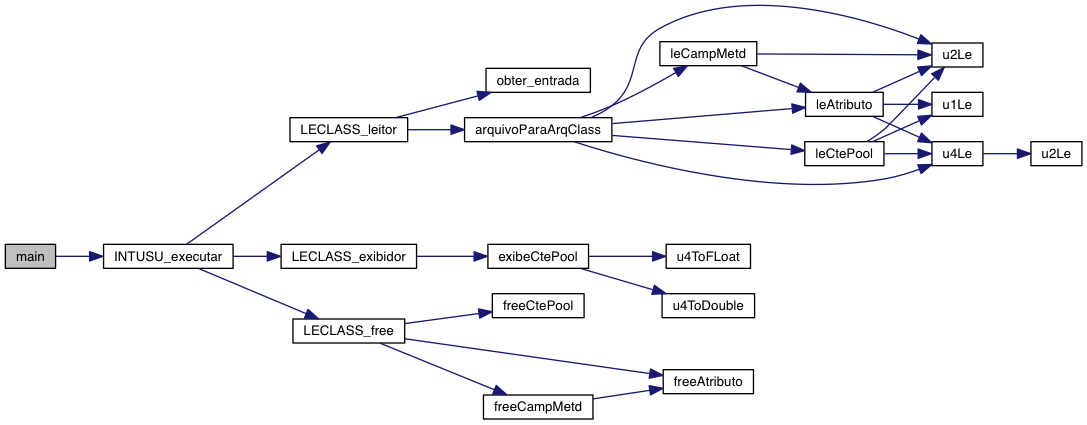 main
INTUSU_executar
LECLASS_leitor
obter_entrada
arquivoParaArqClass
leCampMetd
leAtributo
leCtePool
u2Le
u1Le
u4Le
u2Le
LECLASS_exibidor
exibeCtePool
u4ToFLoat
u4ToDouble
LECLASS_free
freeCtePool
freeAtributo
freeCampMetd